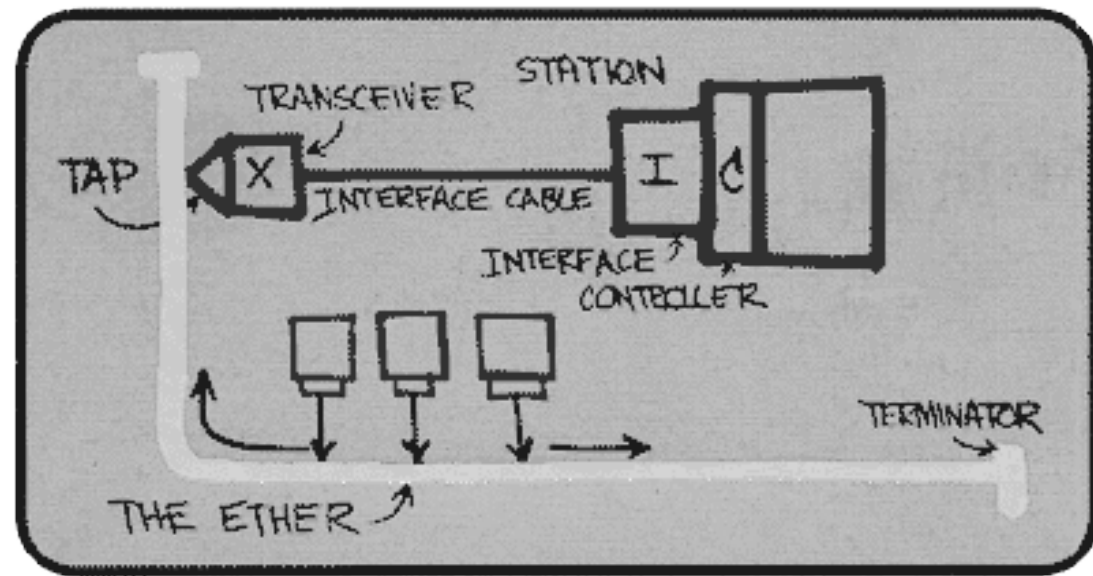 STATION
TRANSCEIVER
TAP
X
I
C
INTERFACE CABLE
INTERFACE
CONTROLLER
TERMINATOR
THE ETHER